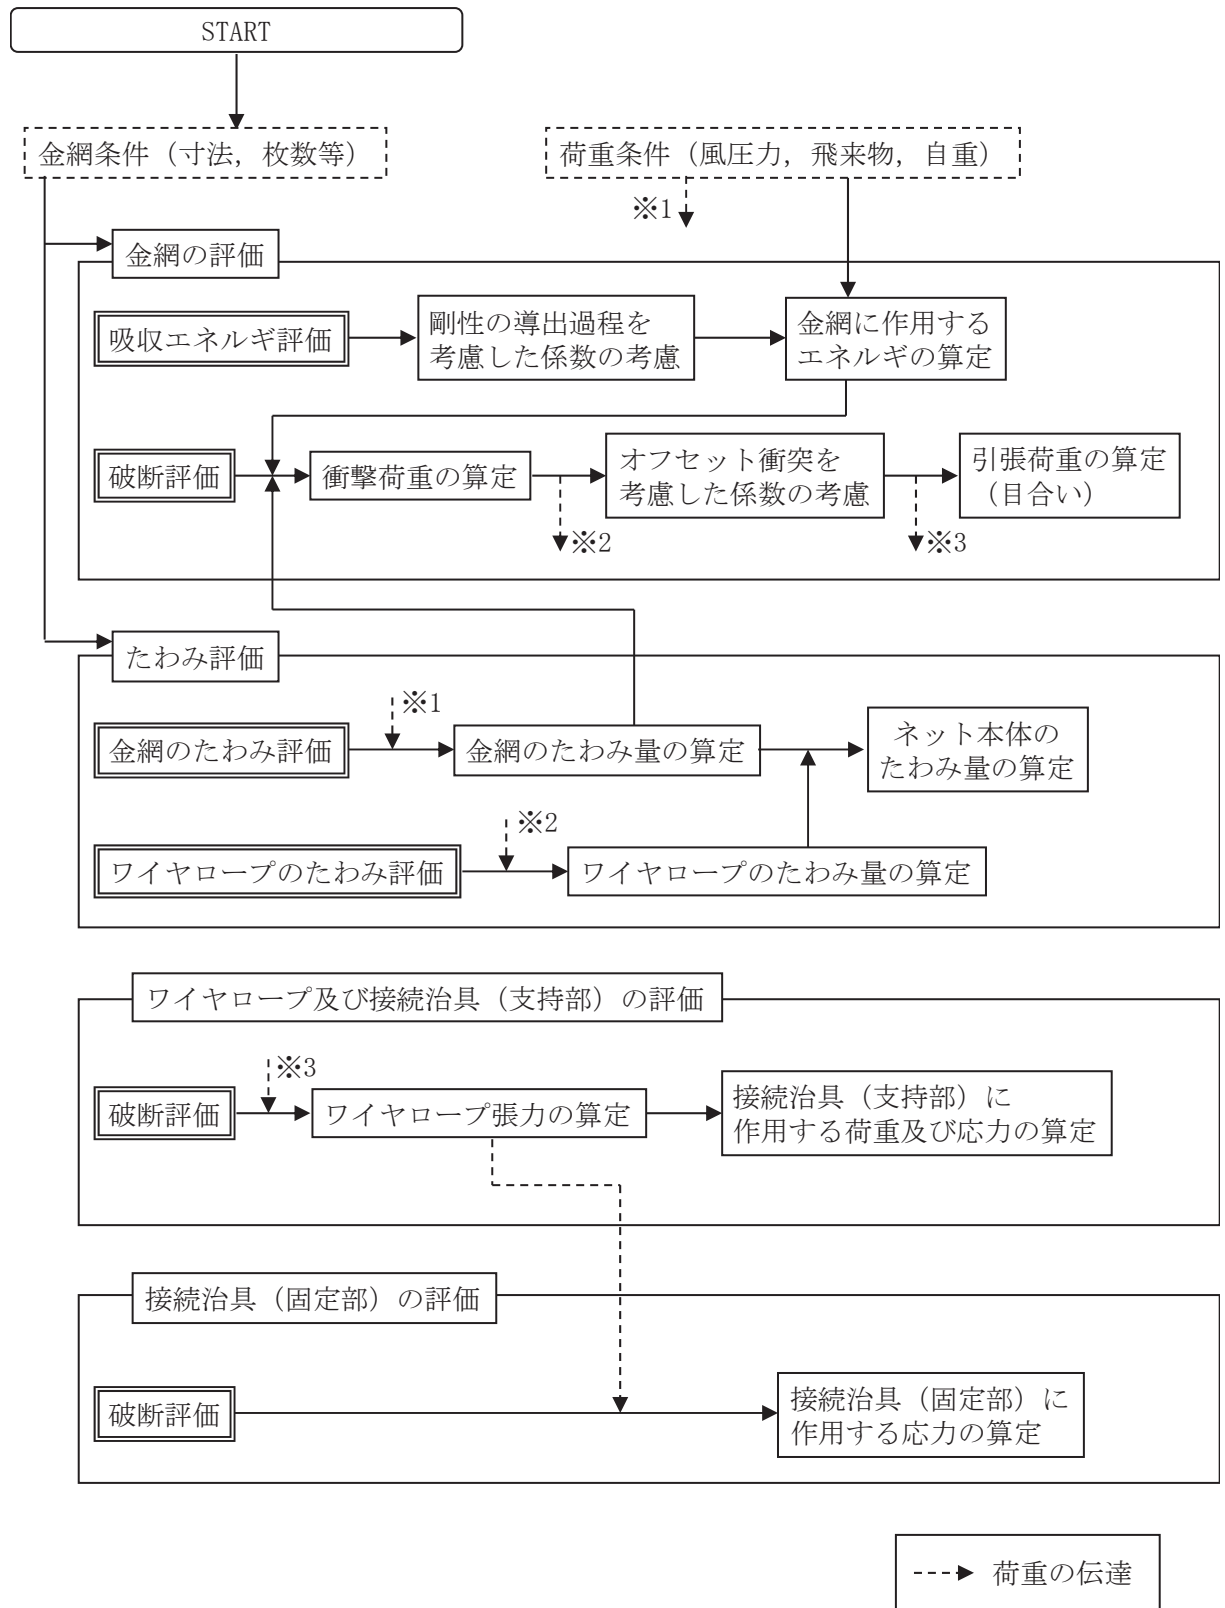 START
金網条件（寸法，枚数等）
荷重条件（風圧力，飛来物，自重）
※1
金網の評価
吸収エネルギ評価
剛性の導出過程を
考慮した係数の考慮
金網に作用する
エネルギの算定
破断評価
衝撃荷重の算定
オフセット衝突を
考慮した係数の考慮
引張荷重の算定
（目合い）
※2
※3
たわみ評価
※1
金網のたわみ評価
金網のたわみ量の算定
ネット本体の
たわみ量の算定
※2
ワイヤロープのたわみ評価
ワイヤロープのたわみ量の算定
ワイヤロープ及び接続治具（支持部）の評価
※3
破断評価
ワイヤロープ張力の算定
接続治具（支持部）に
作用する荷重及び応力の算定
接続治具（固定部）の評価
破断評価
接続治具（固定部）に
作用する応力の算定
荷重の伝達